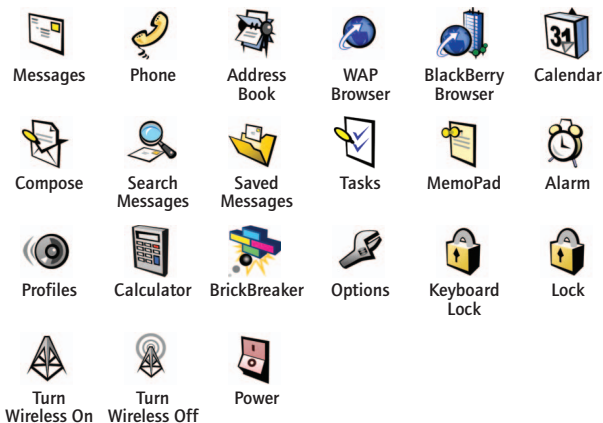 Messages
Phone
Address
Book
WAP
Browser
BlackBerry
Browser
31
Calendar
Compose
Search
Messages
Saved
Messages
Tasks
MemoPad
Alarm
Profiles
Calculator
BrickBreaker
Options
Keyboard
Lock
Lock
Turn
Wireless On
Turn
Wireless Off
Power